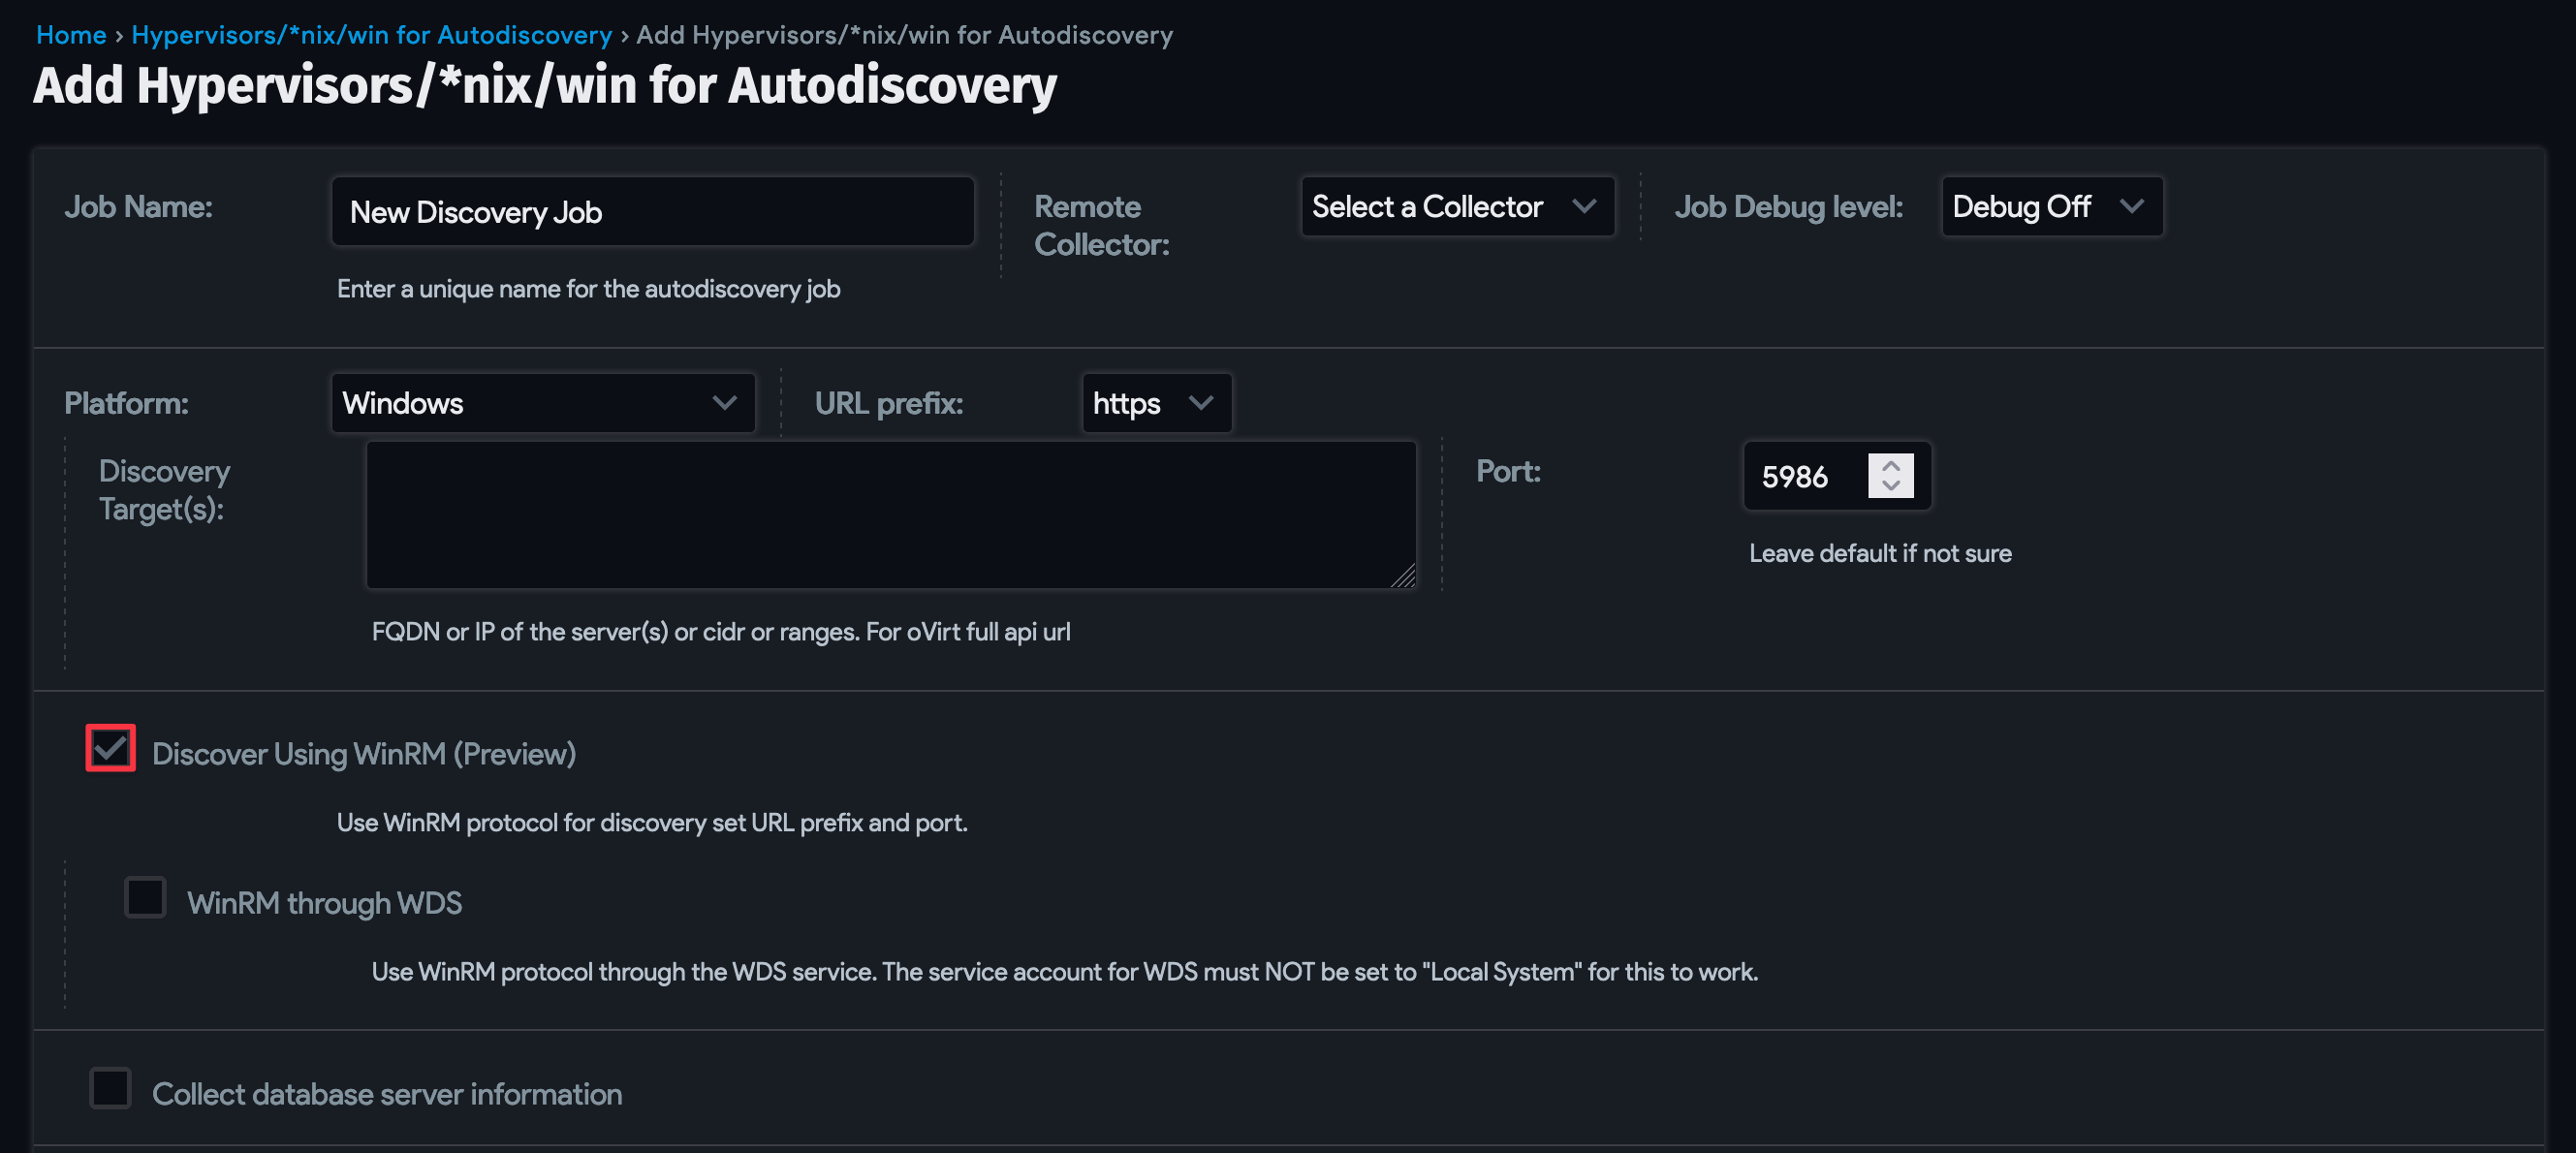 Home › Hypervisors/*nix/win for Autodiscovery › Add Hypervisors/*nix/win for Autodiscovery
Add Hypervisors/*nix/win for Autodiscovery
Job Name:
New Discovery Job
Enter a unique name for the autodiscovery job
Remote
Collector:
Select a Collector
Job Debug level:
Debug Off
Platform:
Windows
URL prefix:
https
Discovery
Target(s):
FQDN or IP of the server(s) or cidr or ranges. For oVirt full api url
Port:
5986
Leave default if not sure
Discover Using WinRM (Preview)
Use WinRM protocol for discovery set URL prefix and port.
WinRM through WDS
Use WinRM protocol through the WDS service. The service account for WDS must NOT be set to "Local System" for this to work.
Collect database server information